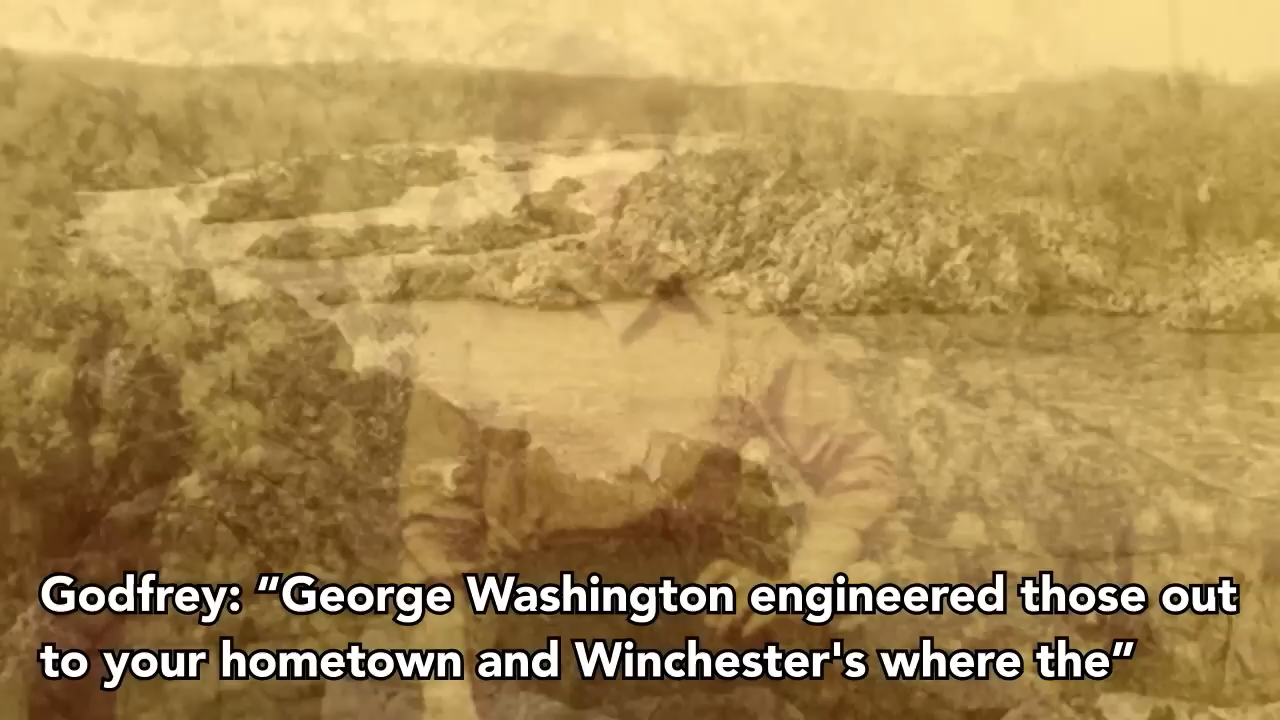 Godfrey: “George Washington engineered those out
to your hometown and Winchester's where the”